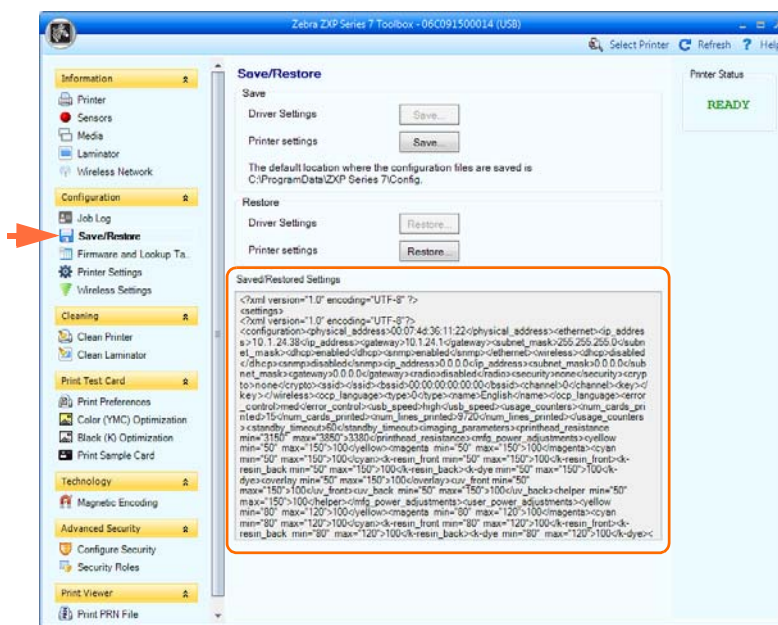 Zebra ZXP Series 7 Toolbox - 06C091500014 (USB)
Select Printer Refresh ? Help
Information
Printer
Sensors
Media
Laminator
Wireless Network
Configuration
Job Log
Save/Restore
Firmware and Lookup Ta..
Printer Settings
Wireless Settings
Cleaning
Clean Printer
Clean Laminator
Print Test Card
Print Preferences
Color (YMC) Optimization
Black (K) Optimization
Print Sample Card
Technology
Magnetic Encoding
Advanced Security
Configure Security
Security Roles
Print Viewer
Print PRN File
Save/Restore
Save
Driver Settings Save...
Printer settings Save...
The default location where the configuration files are saved is
C:\ProgramData\ZXP Series 7\Config.
Restore
Driver Settings Restore...
Printer settings Restore...
Saved/Restored Settings
<?xml version="1.0" encoding="UTF-8" ?>
<settings>
<?xml version="1.0" encoding="UTF-8"?>
<configuration><physical_address>00:07:4d:36:11:22</physical_address><ethernet><ip_addres
s>10.1.24.38</ip_address><gateway>10.1.24.1</gateway><subnet_mask>255.255.255.0</subn
et_mask><dhcp>enabled</dhcp><snmp>enabled</snmp></ethernet><wireless><dhcp>disabled
</dhcp><snmp>disabled</snmp><ip_address>0.0.0.0</ip_address><subnet_mask>0.0.0.0</sub
net_mask><gateway>0.0.0.0</gateway><radio>disabled</radio><security>none</security><cryp
to>none</crypto><ssid></ssid><bssid>00:00:00:00:00:00</bssid><channel>0</channel><key></
key></wireless><ocp_language><type>0</type><name>English</name></ocp_language><error
_control>med</error_control><usb_speed>high</usb_speed><usage_counters><num_cards_pri
nted>15</num_cards_printed><num_lines_printed>9720</num_lines_printed></usage_counters
><standby_timeout>60</standby_timeout><imaging_parameters><printhead_resistance
min="3150" max="3850">3380</printhead_resistance><mfg_power_adjustments><yellow
min="50" max="150">100</yellow><magenta min="50" max="150">100</magenta><cyan
min="50" max="150">100</cyan><k-resin_front min="50" max="150">100</k-resin_front><k-
resin_back min="50" max="150">100</k-resin_back><k-dye min="50" max="150">100</k-
dye><overlay min="50" max="150">100</overlay><uv_front min="50"
max="150">100</uv_front><uv_back min="50" max="150">100</uv_back><helper min="50"
max="150">100</helper></mfg_power_adjustments><user_power_adjustments><yellow
min="80" max="120">100</yellow><magenta min="80" max="120">100</magenta><cyan
min="80" max="120">100</cyan><k-resin_front min="80" max="120">100</k-resin_front><k-
resin_back min="80" max="120">100</k-resin_back><k-dye min="80" max="120">100</k-dye><
Printer Status
READY